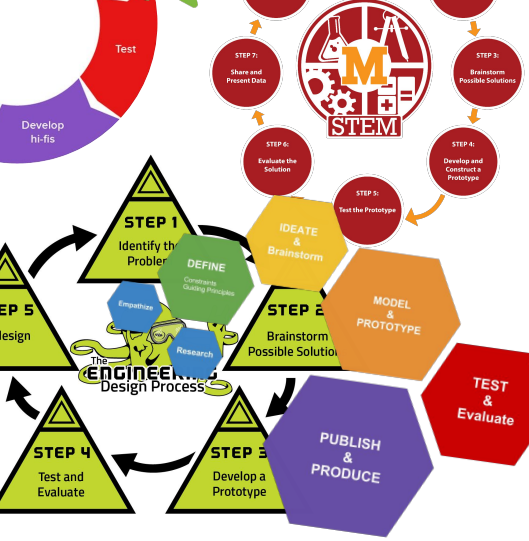 Test
Develop
hi-fis
STEP 7:
Share and
Present Data
M
STEM
STEP 3:
Brainstorm
Possible Solutions
STEP 6:
Evaluate the
Solution
STEP 4:
Develop and
Construct a
Prototype
STEP 5:
Test the Prototype
STEP 1
Identify the
IDEATE
&
Brainstorm
DEFINE
Constraints
Guiding Principles
Empathize
Research
MODEL
&
PROTOTYPE
Brainstorm
Possible
The
Design Process
TEST
&
Evaluate
PUBLISH
&
PRODUCE
STEP 4
Test and
Evaluate
STEP 3
Develop a
Prototype